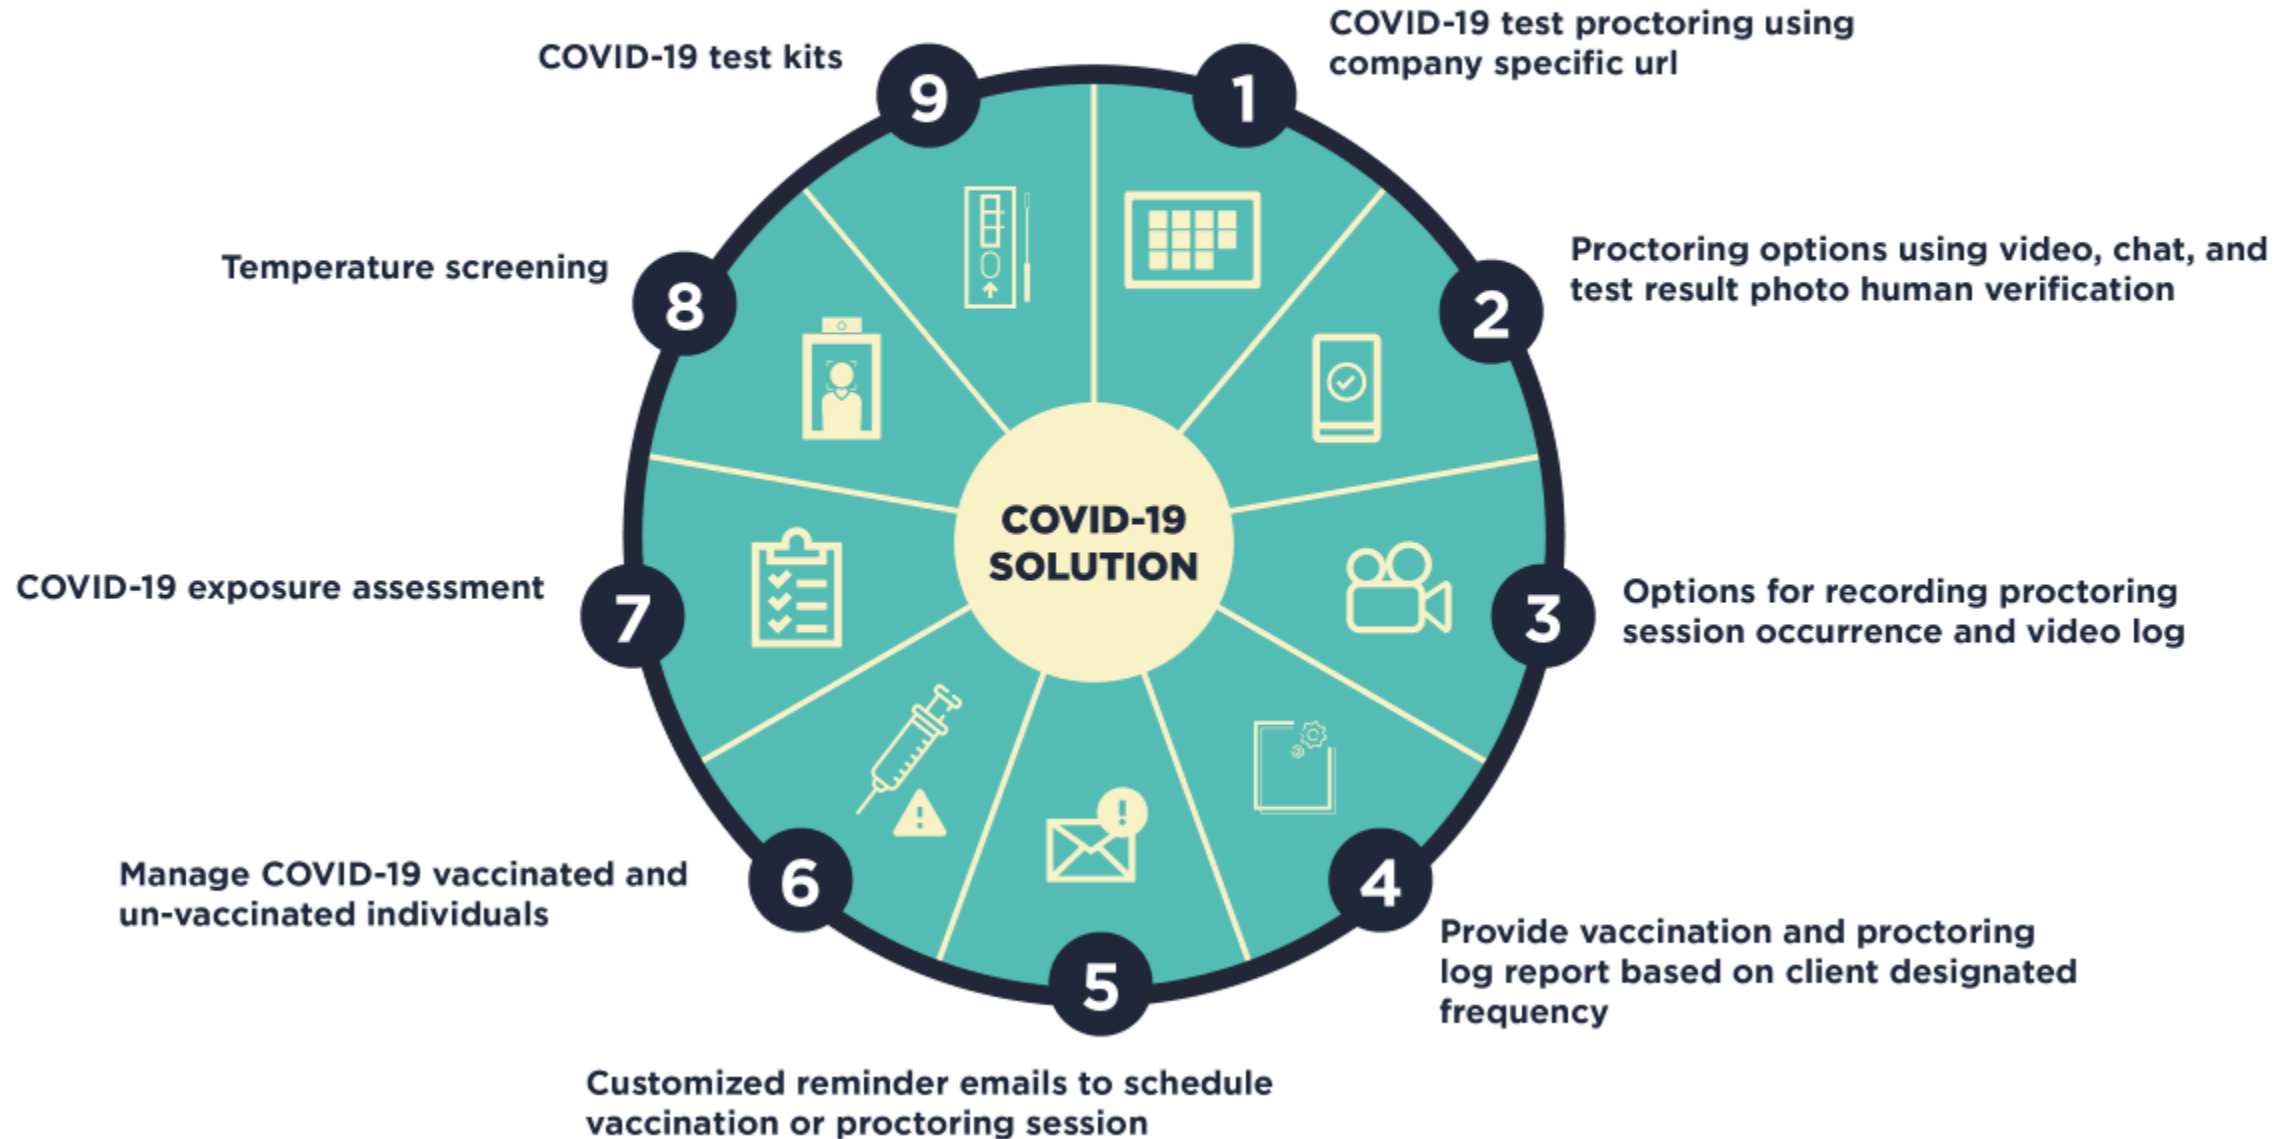 COVID-19 test proctoring using
company specific url
1
Proctoring options using video, chat, and
test result photo human verification
2
Options for recording proctoring
session occurrence and video log
3
Provide vaccination and proctoring
log report based on client designated
frequency
4
Customized reminder emails to schedule
vaccination or proctoring session
5
Manage COVID-19 vaccinated and
un-vaccinated individuals
6
COVID-19 exposure assessment
7
Temperature screening
8
COVID-19 test kits
9
COVID-19
SOLUTION